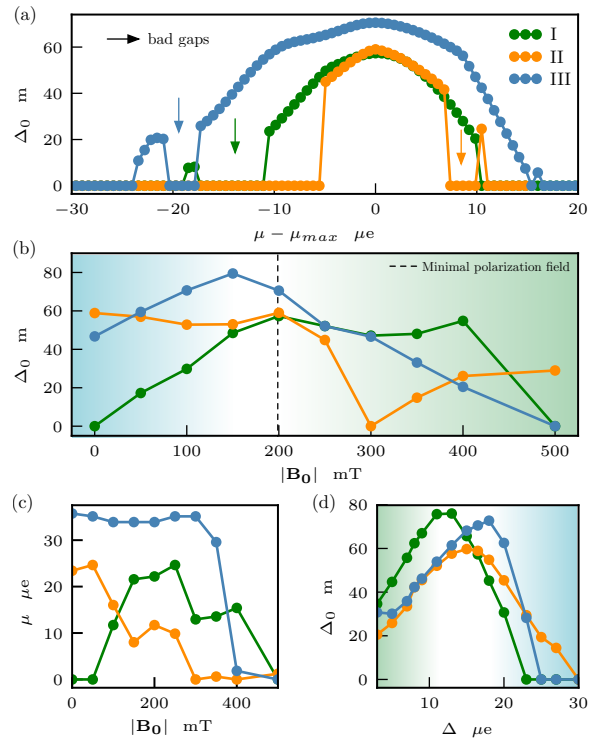 (a)
bad gaps
I
II
III
Δ₀ m
60
40
20
0
−30 −20 −10 0 10 20
μ − μₘₐₓ μe
(b)
Minimal polarization field
Δ₀ m
80
60
40
20
0
0 100 200 300 400 500
|B₀| mT
(c) (d)
μ μe
30
20
10
0
0 200 400
|B₀| mT
Δ₀ m
80
60
40
20
0
10 20 30
Δ μe